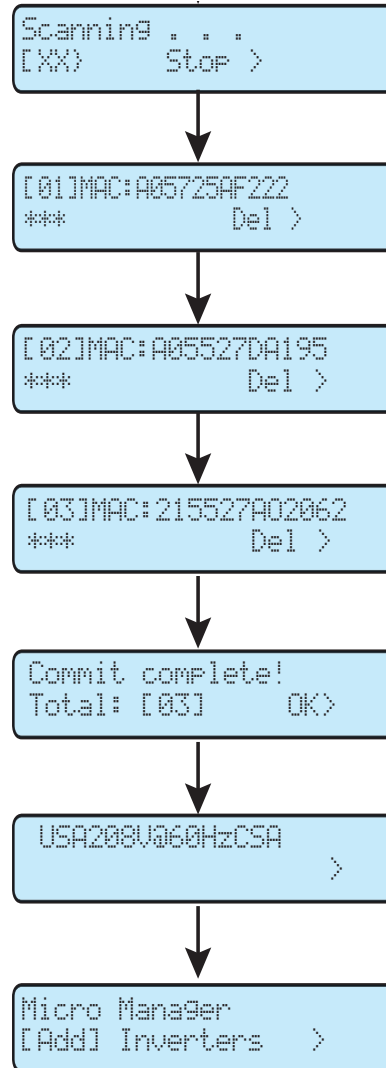 Scanning . . .
[XX} Stop >
[01]MAC:A05725AF222
*** Del >
[02]MAC:A05527DA195
*** Del >
[03]MAC:215527AO2062
*** Del >
Commit complete!
Total: [03] OK>
USA208V@60HzCSA
>
Micro Manager
[Add] Inverters >